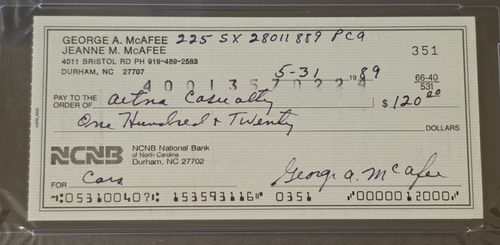 GEORGE A. McAFEE 225 SX 28011889 PCA
JEANNE M. McAFEE
351
4011 BRISTOL RD PH 919-489-2583
DURHAM, NC 27707
5-31 1989
66-40
531
4001357022 4
PAY TO THE
ORDER OF Aetna Casualty $ 120.00
One Hundred & Twenty DOLLARS
NCNB NCNB National Bank
of North Carolina
Durham, NC 27702
FOR Cars George A. McAfee
⑆053100407⑆ 153593116⑈ 0351 ⑈0000012000⑈